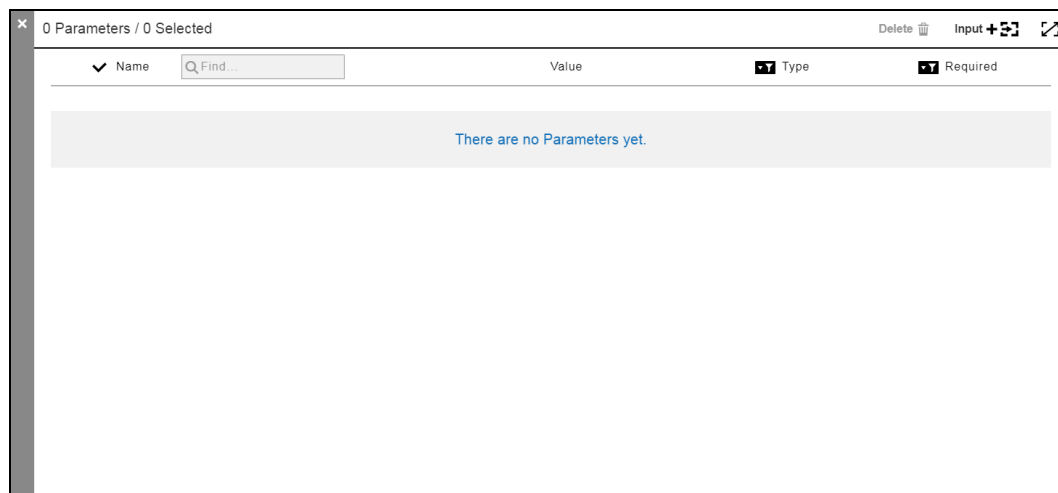 0 Parameters / 0 Selected Delete Input
Name Find... Value Type Required
There are no Parameters yet.